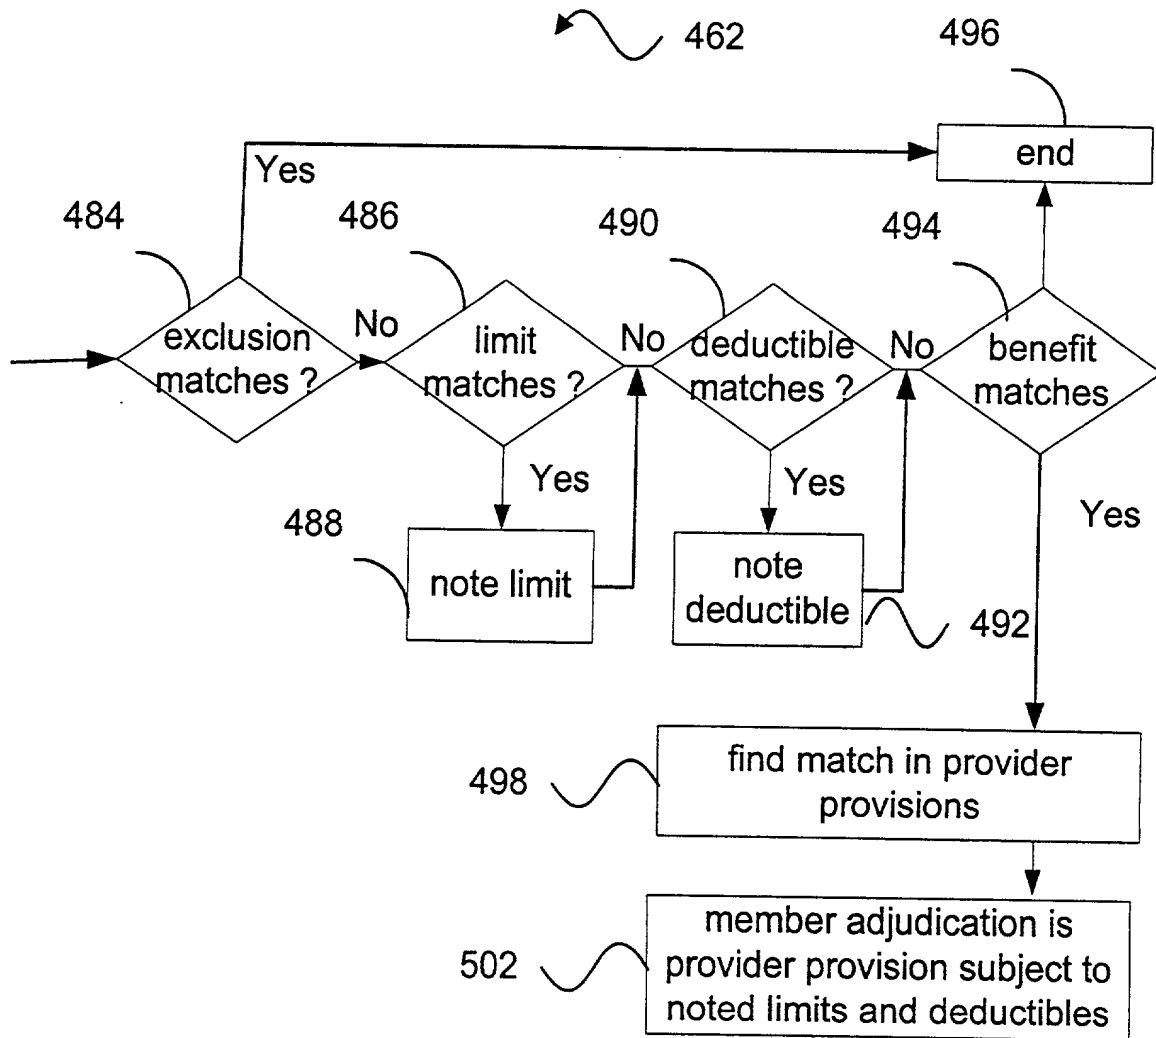 462
496
end
Yes
484
486
490
494
exclusion
matches ?
No
limit
matches ?
No
deductible
matches ?
No
benefit
matches
Yes
Yes
Yes
488
note limit
note
deductible
492
498
find match in provider
provisions
502
member adjudication is
provider provision subject to
noted limits and deductibles